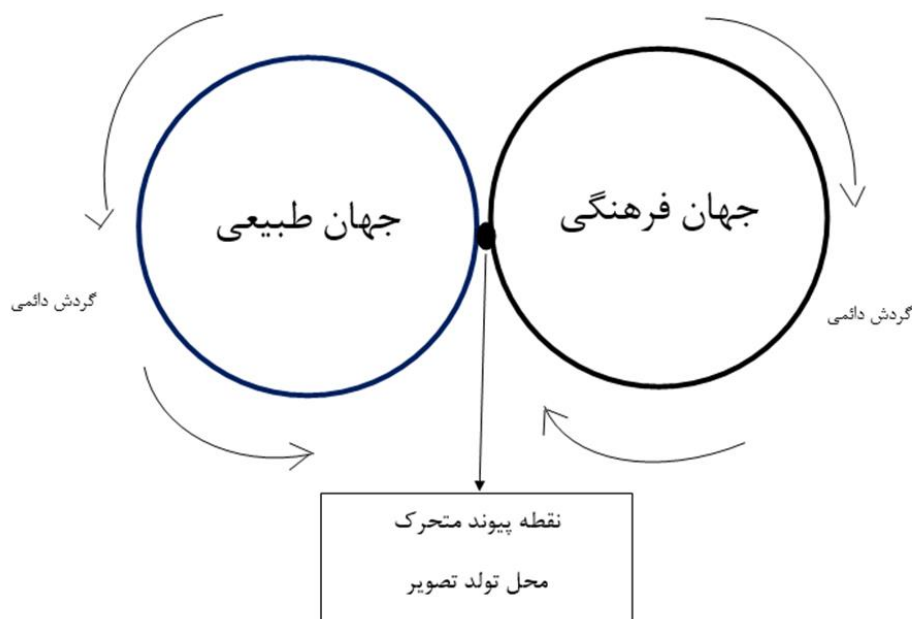 جهان فرهنگی
جهان طبیعی
گردش دائمی
گردش دائمی
نقطه پیوند متحرک
محل تولد تصویر